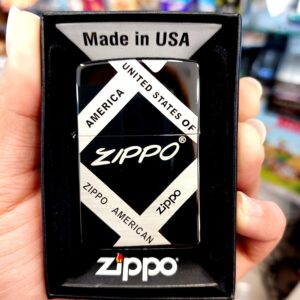 Made in USA
UNITED STATES OF
AMERICA
ZIPPO®
ZIPPO AMERICAN
zippo
zippo